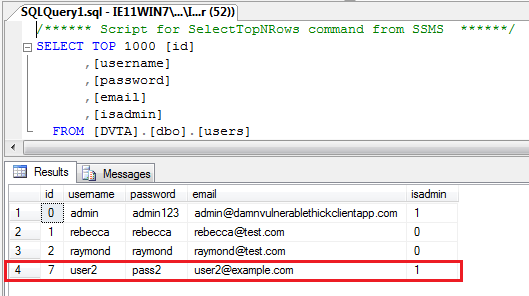 SQLQuery1.sql - IE11WIN7\...\I...r (52))
/****** Script for SelectTopNRows command from SSMS  ******/
SELECT TOP 1000 [id]
,[username]
,[password]
,[email]
,[isadmin]
FROM [DVTA].[dbo].[users]
Results Messages
id username password email isadmin
1 0 admin admin123 admin@damnvulnerablethickclientapp.com 1
2 1 rebecca rebecca rebecca@test.com 0
3 2 raymond raymond raymond@test.com 0
4 7 user2 pass2 user2@example.com 1